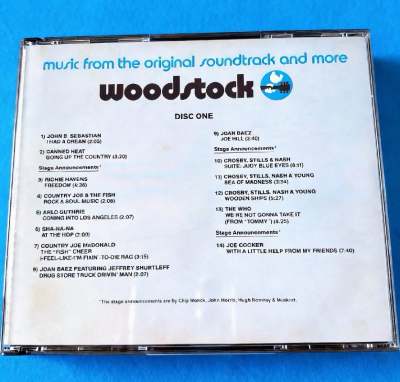 music from the original soundtrack and more
woodstock
DISC ONE
1) JOHN B. SEBASTIAN
I HAD A DREAM (2:05)
2) CANNED HEAT
GOING UP THE COUNTRY (3:20)
Stage Announcements*
3) RICHIE HAVENS
FREEDOM (4:26)
4) COUNTRY JOE & THE FISH
ROCK & SOUL MUSIC (2:08)
5) ARLO GUTHRIE
COMING INTO LOS ANGELES (2:07)
6) SHA-NA-NA
AT THE HOP (2:00)
7) COUNTRY JOE McDONALD
THE "FISH" CHEER
I-FEEL-LIKE-I'M-FIXIN'-TO-DIE RAG (3:15)
8) JOAN BAEZ FEATURING JEFFREY SHURTLEFF
DRUG STORE TRUCK DRIVIN' MAN (2:07)
9) JOAN BAEZ
JOE HILL (2:40)
Stage Announcements*
10) CROSBY, STILLS & NASH
SUITE: JUDY BLUE EYES (8:31)
11) CROSBY, STILLS, NASH & YOUNG
SEA OF MADNESS (3:34)
12) CROSBY, STILLS, NASH & YOUNG
WOODEN SHIPS (5:27)
13) THE WHO
WE'RE NOT GONNA TAKE IT
(FROM "TOMMY") (4:25)
Stage Announcements*
14) JOE COCKER
WITH A LITTLE HELP FROM MY FRIENDS (7:40)
*The stage announcements are by Chip Monck, John Morris, Hugh Romney & Muskrat.